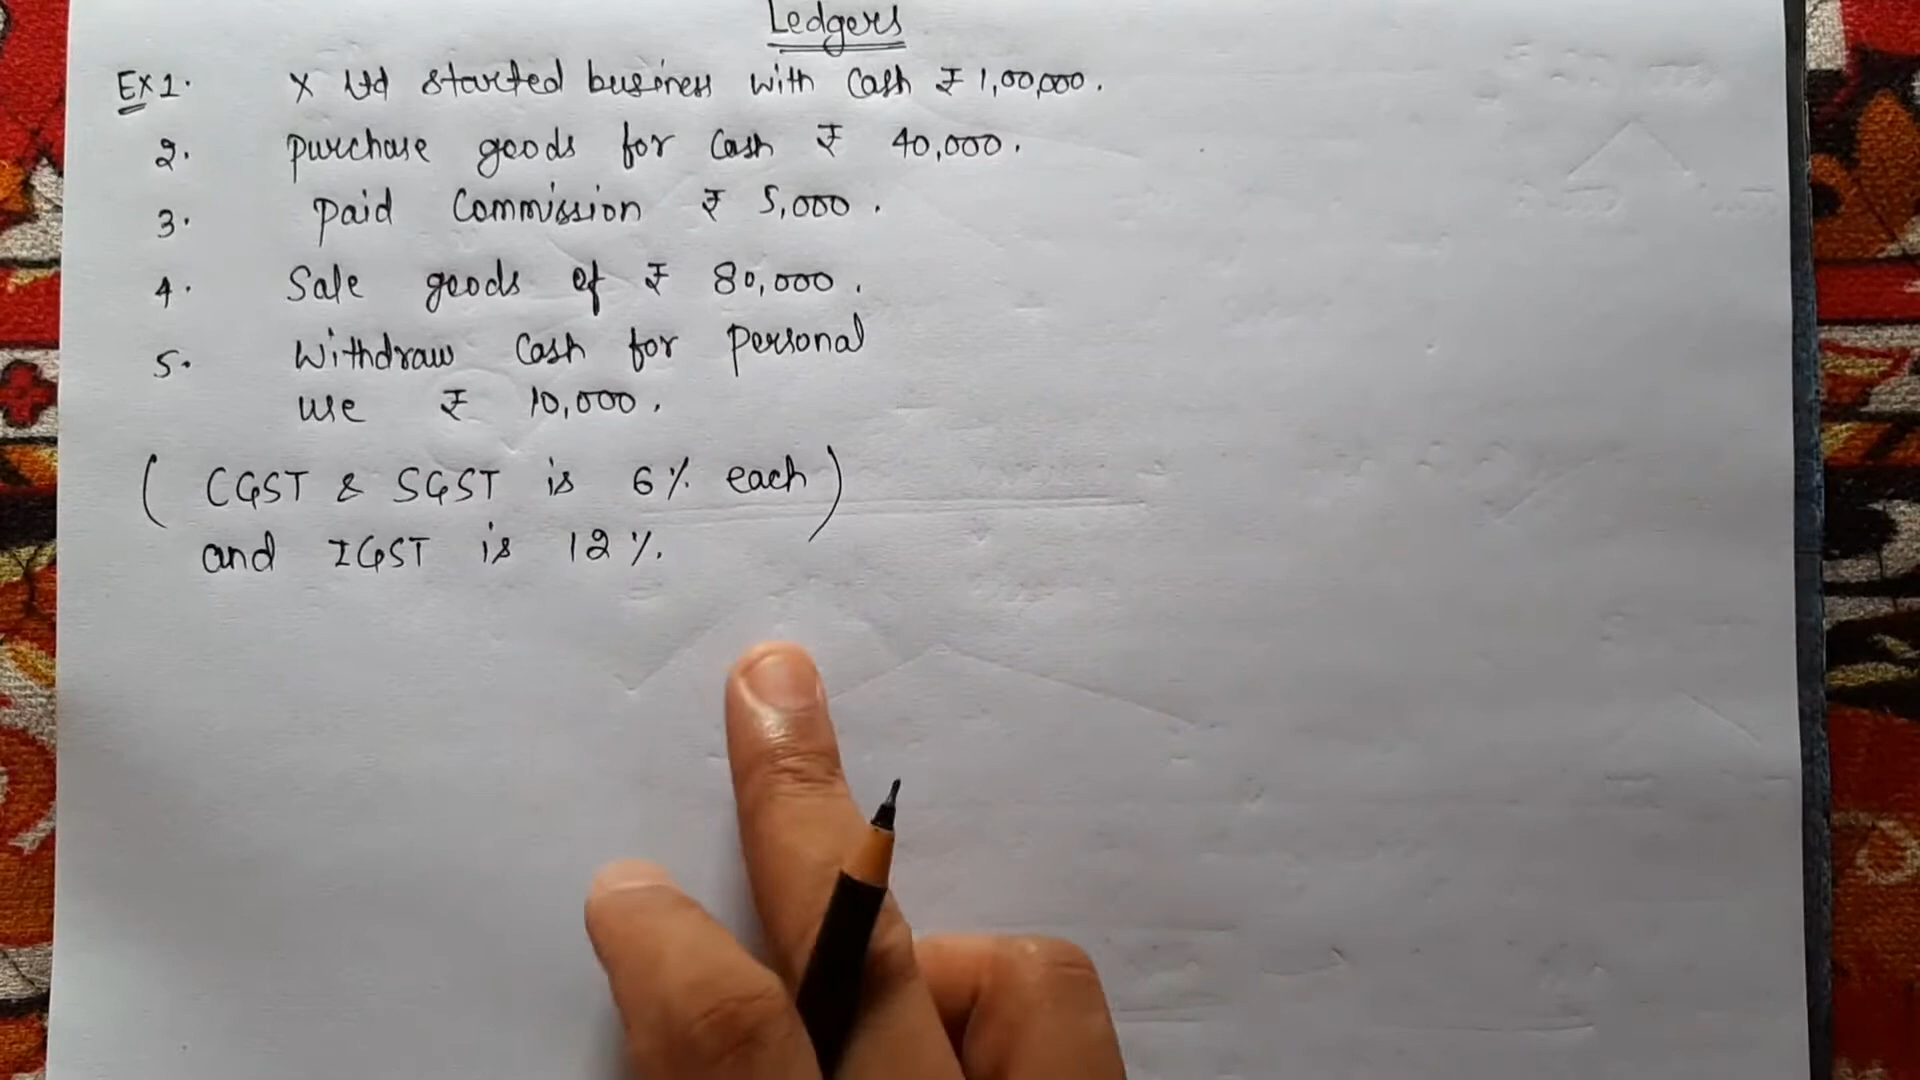 Ledgers
Ex 1. X Ltd started business with Cash ₹ 1,00,000.
2. purchase goods for Cash ₹ 40,000.
3. paid Commission ₹ 5,000.
4. Sale goods of ₹ 80,000.
5. Withdraw Cash for personal
use ₹ 10,000.
( CGST & SGST is 6% each )
and IGST is 12%.